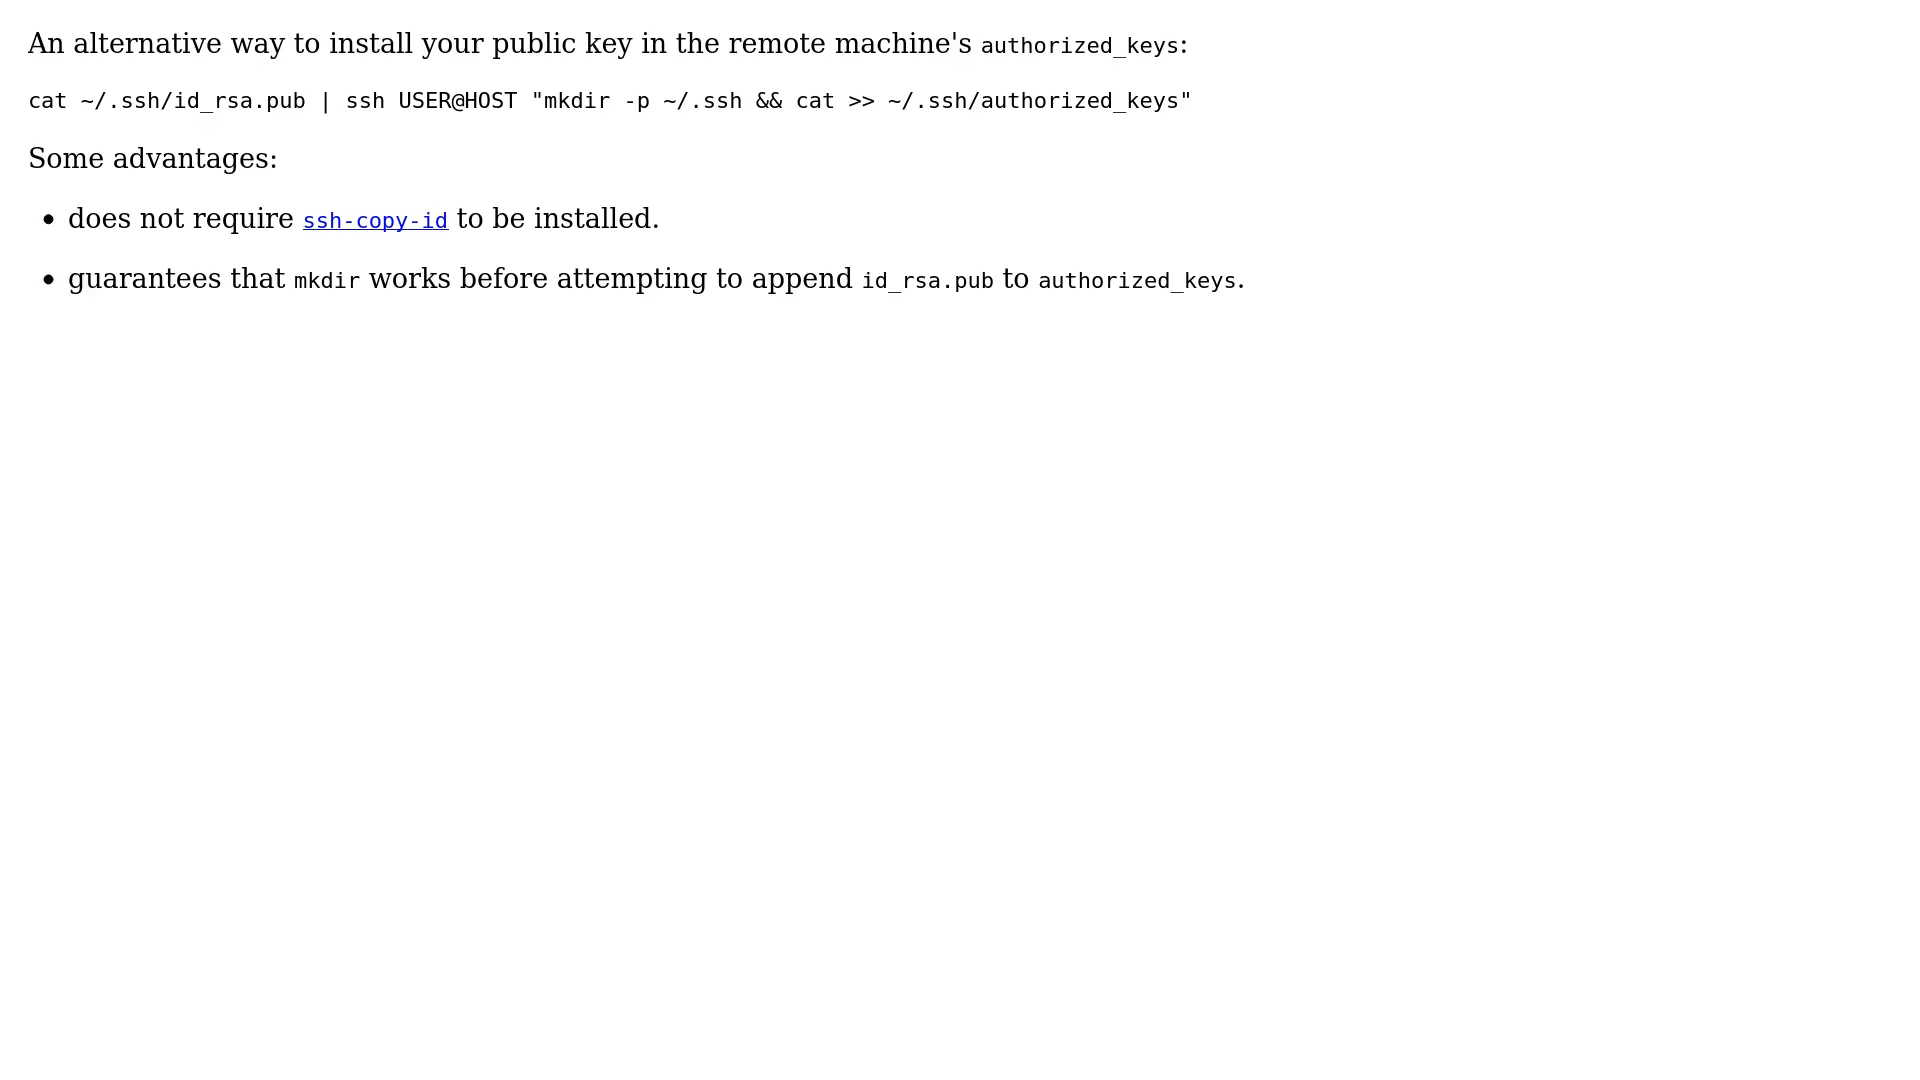 An alternative way to install your public key in the remote machine's authorized_keys:
cat ~/.ssh/id_rsa.pub | ssh USER@HOST "mkdir -p ~/.ssh && cat >> ~/.ssh/authorized_keys"
Some advantages:
• does not require ssh-copy-id to be installed.
• guarantees that mkdir works before attempting to append id_rsa.pub to authorized_keys.